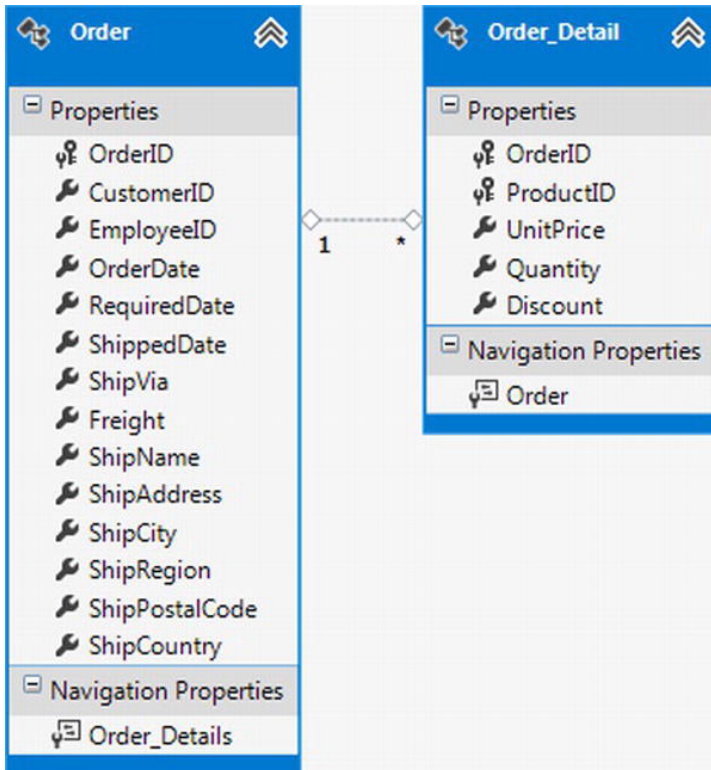 Order
Properties
OrderID
CustomerID
EmployeeID
OrderDate
RequiredDate
ShippedDate
ShipVia
Freight
ShipName
ShipAddress
ShipCity
ShipRegion
ShipPostalCode
ShipCountry
Navigation Properties
Order_Details
1 *
Order_Detail
Properties
OrderID
ProductID
UnitPrice
Quantity
Discount
Navigation Properties
Order